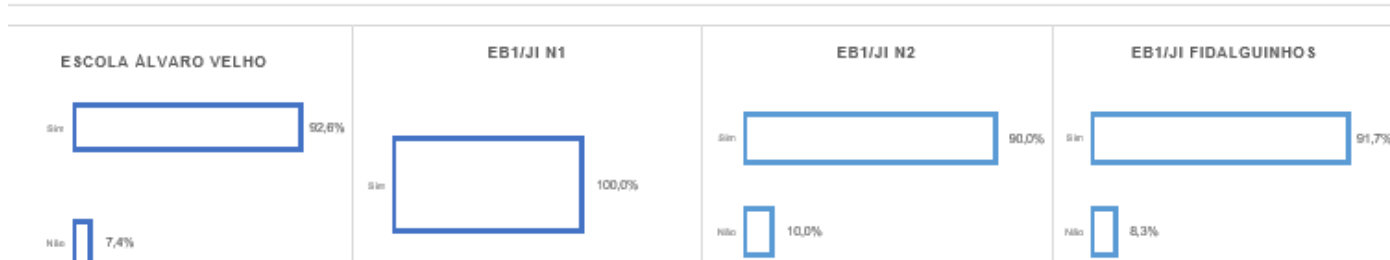 ESCOLA ÁLVARO VELHO
Sim
92,6%
Não
7,4%
EB1/JI N1
Sim
100,0%
EB1/JI N2
Sim
90,0%
Não
10,0%
EB1/JI FIDALGUINHOS
Sim
91,7%
Não
8,3%